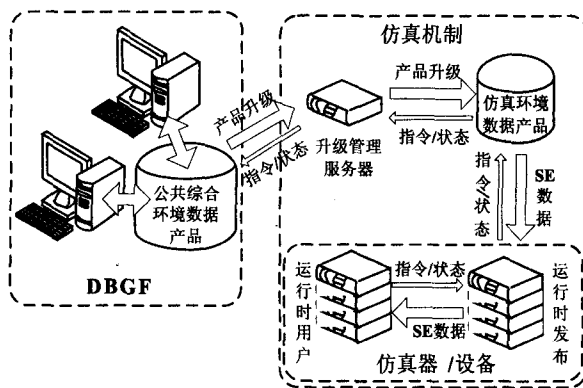 仿真机制
产品升级
指令/状态
升级管理
服务器
产品升级
指令/状态
仿真环境
数据产品
公共综合
环境数据
产品
DBGF
指令/状态
SE
数据
运行时用户
指令/状态
SE数据
运行时发布
仿真器/设备